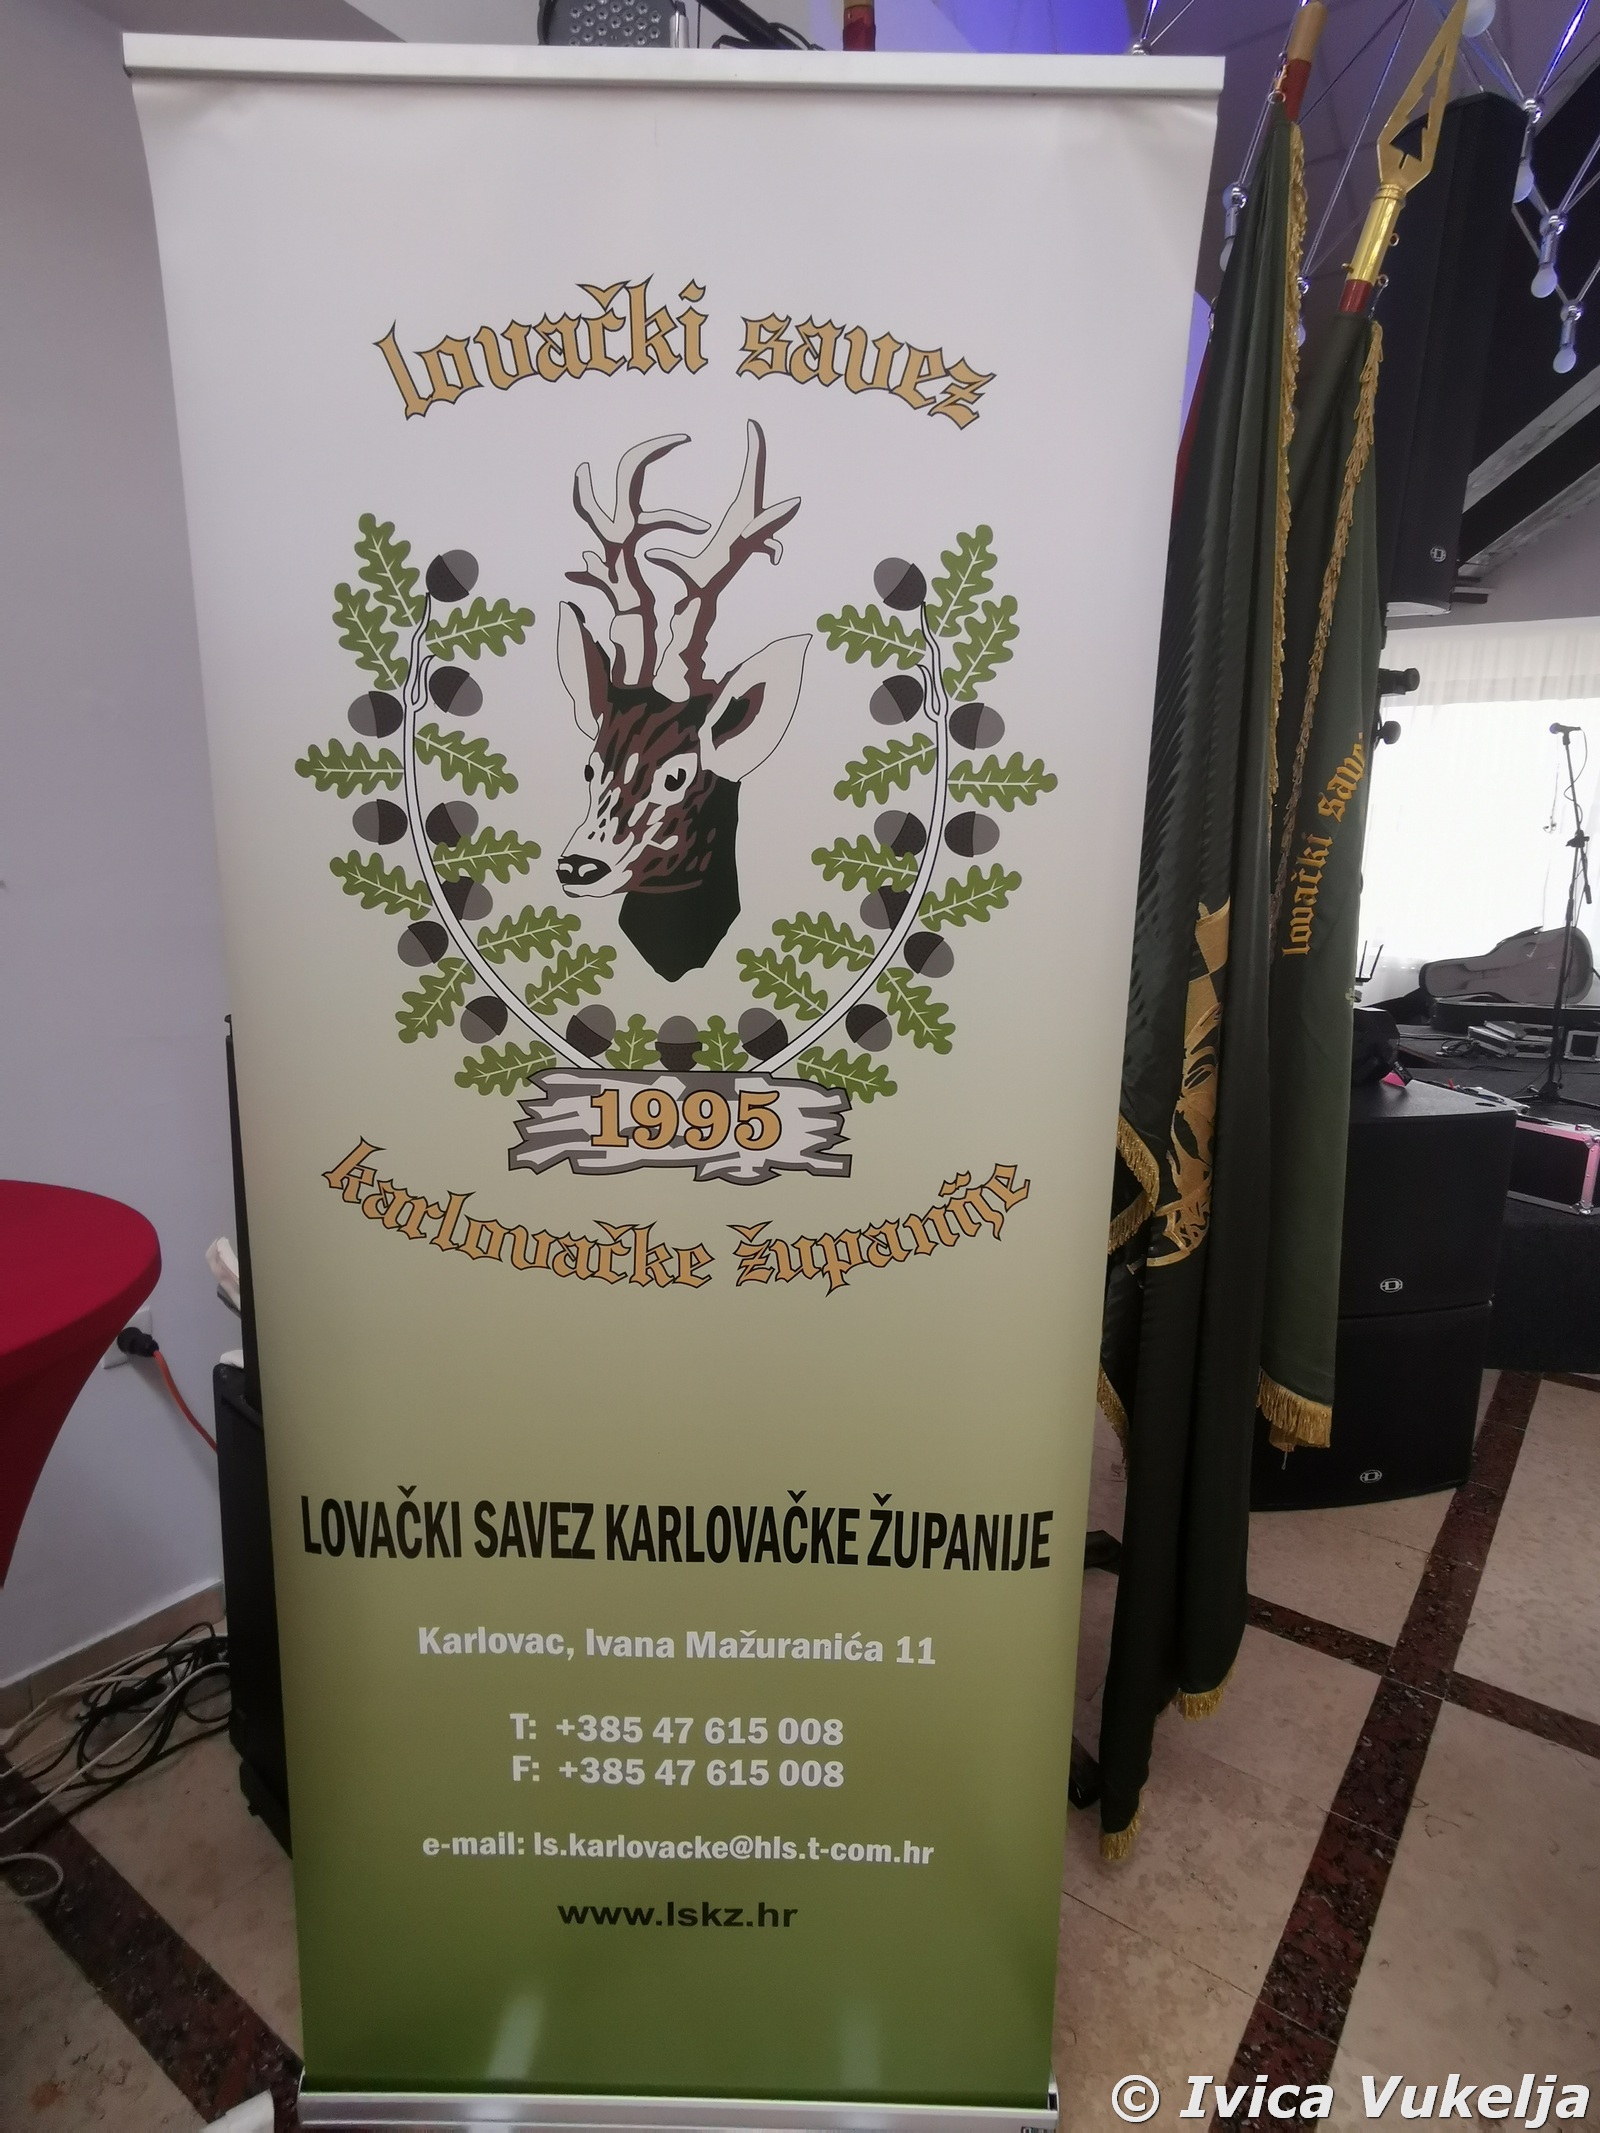 lovački savez
1995
karlovačke županije
LOVAČKI SAVEZ KARLOVAČKE ŽUPANIJE
Karlovac, Ivana Mažuranića 11
T: +385 47 615 008
F: +385 47 615 008
e-mail: ls.karlovacke@hls.t-com.hr
www.lskz.hr
lovački
© Ivica Vukelja